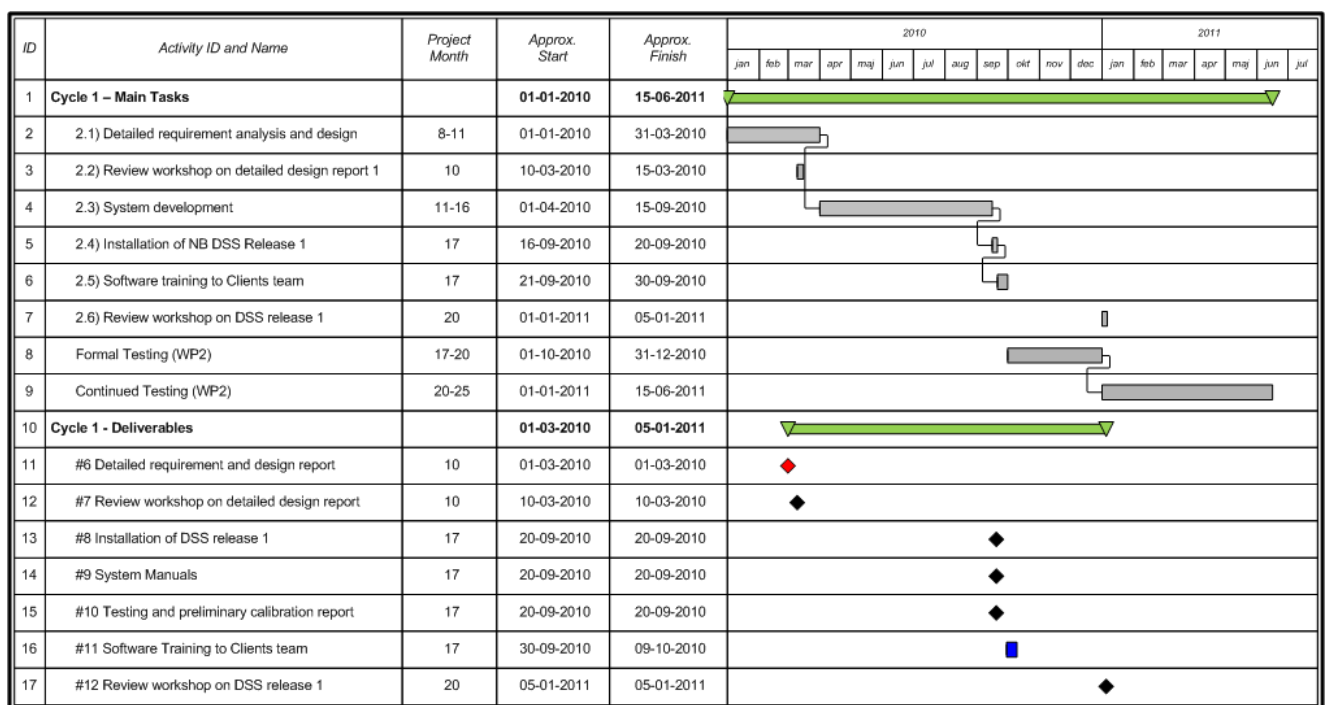 ID Activity ID and Name Project Month Approx. Start Approx. Finish 2010 2011
jan feb mar apr maj jun jul aug sep okt nov dec jan feb mar apr maj jun jul
1 Cycle 1 – Main Tasks 01-01-2010 15-06-2011
2 2.1) Detailed requirement analysis and design 8-11 01-01-2010 31-03-2010
3 2.2) Review workshop on detailed design report 1 10 10-03-2010 15-03-2010
4 2.3) System development 11-16 01-04-2010 15-09-2010
5 2.4) Installation of NB DSS Release 1 17 16-09-2010 20-09-2010
6 2.5) Software training to Clients team 17 21-09-2010 30-09-2010
7 2.6) Review workshop on DSS release 1 20 01-01-2011 05-01-2011
8 Formal Testing (WP2) 17-20 01-10-2010 31-12-2010
9 Continued Testing (WP2) 20-25 01-01-2011 15-06-2011
10 Cycle 1 - Deliverables 01-03-2010 05-01-2011
11 #6 Detailed requirement and design report 10 01-03-2010 01-03-2010
12 #7 Review workshop on detailed design report 10 10-03-2010 10-03-2010
13 #8 Installation of DSS release 1 17 20-09-2010 20-09-2010
14 #9 System Manuals 17 20-09-2010 20-09-2010
15 #10 Testing and preliminary calibration report 17 20-09-2010 20-09-2010
16 #11 Software Training to Clients team 17 30-09-2010 09-10-2010
17 #12 Review workshop on DSS release 1 20 05-01-2011 05-01-2011